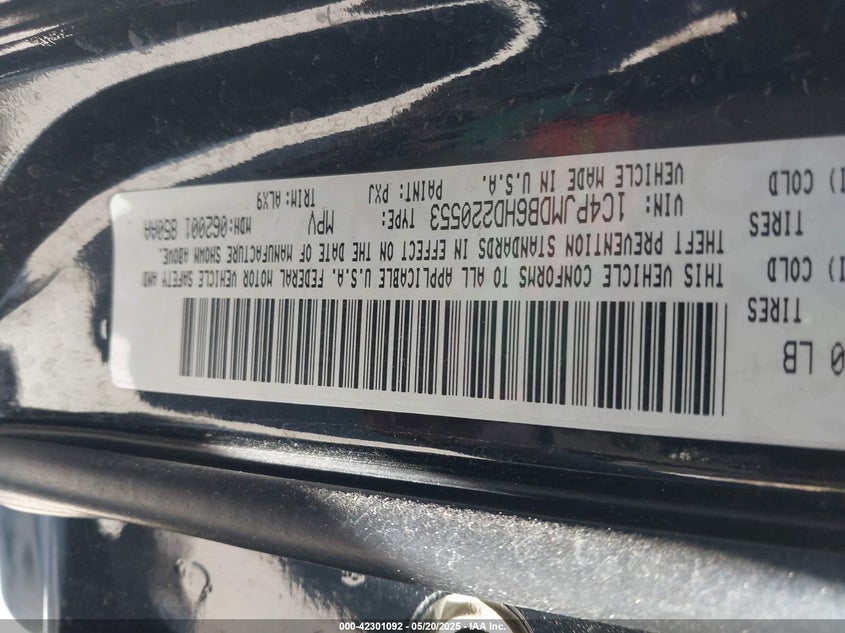 0 LB
TIRES
I) COLD
TIRES
I) COLD
THIS VEHICLE CONFORMS TO ALL APPLICABLE U.S.A. FEDERAL MOTOR VEHICLE SAFETY AND
THEFT PREVENTION STANDARDS IN EFFECT ON THE DATE OF MANUFACTURE SHOWN ABOVE.
VIN: 1C4PJMDB6HD220553 TYPE: MPV MDH:062001 850AA
VEHICLE MADE IN U.S.A. PAINT: PXJ TRIM:ALX9
000-42301092 - 05/20/2025 - IAA Inc.